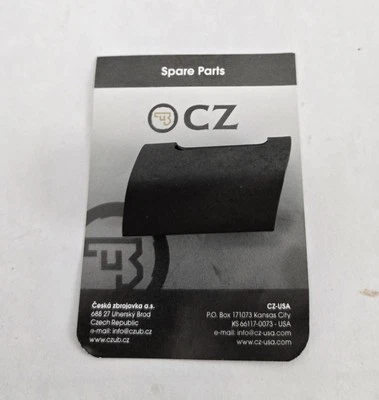 Spare Parts
CZ
Česká zbrojovka a.s.
688 27 Uherský Brod
Czech Republic
e-mail: info@czub.cz
www.czub.cz
CZ-USA
P.O. Box 171073 Kansas City
KS 66117-0073 - USA
e-mail: info@cz-usa.com
www.cz-usa.com